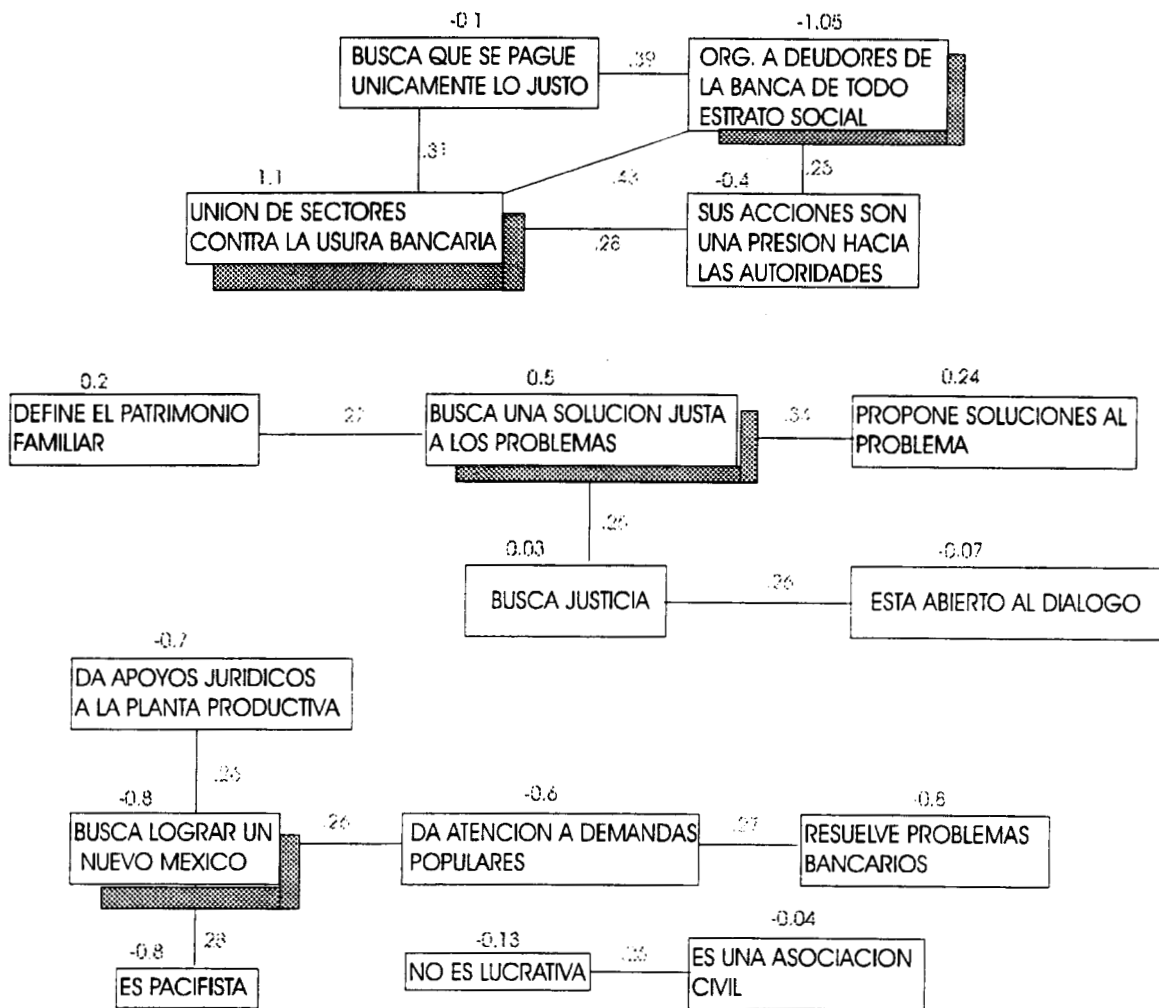 -0.1
-1.05
BUSCA QUE SE PAGUE
UNICAMENTE LO JUSTO
.39
ORG. A DEUDORES DE
LA BANCA DE TODO
ESTRATO SOCIAL
.31
.43
1.1
-0.4
UNION DE SECTORES
CONTRA LA USURA BANCARIA
.28
SUS ACCIONES SON
UNA PRESION HACIA
LAS AUTORIDADES
0.2
0.5
0.24
DEFINE EL PATRIMONIO
FAMILIAR
.27
BUSCA UNA SOLUCION JUSTA
A LOS PROBLEMAS
.34
PROPONE SOLUCIONES AL
PROBLEMA
0.03
-0.07
BUSCA JUSTICIA
ESTA ABIERTO AL DIALOGO
-0.7
DA APOYOS JURIDICOS
A LA PLANTA PRODUCTIVA
-0.8
-0.6
BUSCA LOGRAR UN
NUEVO MEXICO
.26
DA ATENCION A DEMANDAS
POPULARES
.27
RESUELVE PROBLEMAS
BANCARIOS
-0.8
.28
ES PACIFISTA
-0.13
-0.04
NO ES LUCRATIVA
ES UNA ASOCIACION
CIVIL